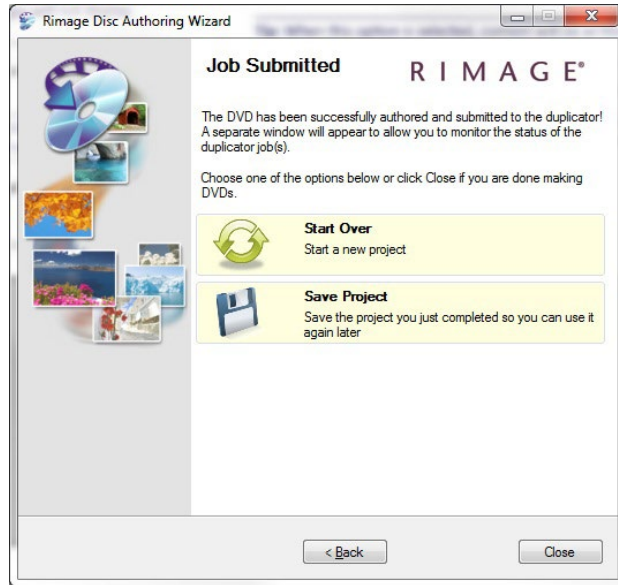 Rimage Disc Authoring Wizard
Job Submitted
RIMAGE®
The DVD has been successfully authored and submitted to the duplicator!
A separate window will appear to allow you to monitor the status of the
duplicator job(s).
Choose one of the options below or click Close if you are done making
DVDs.
Start Over
Start a new project
Save Project
Save the project you just completed so you can use it
again later
< Back
Close